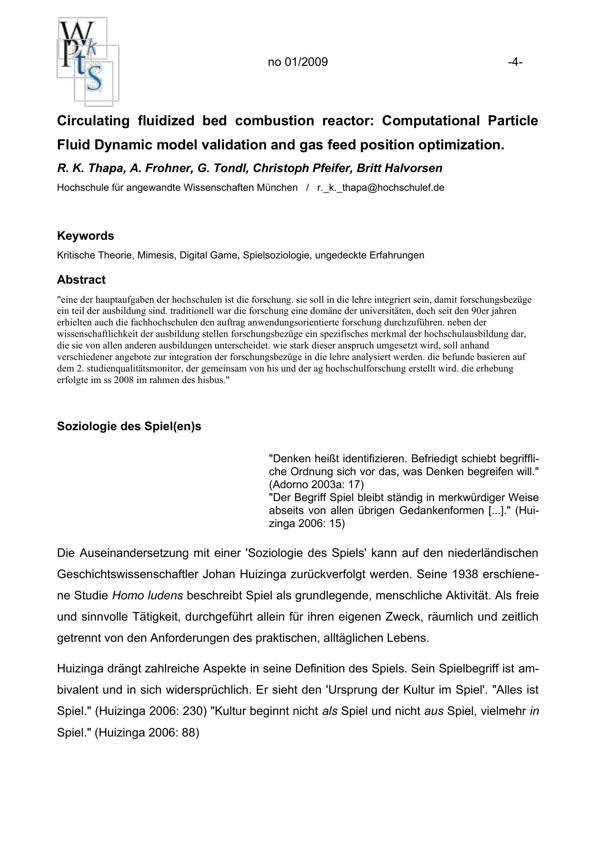 W
P k
t s
S
no 01/2009 -4-
Circulating fluidized bed combustion reactor: Computational Particle
Fluid Dynamic model validation and gas feed position optimization.
R. K. Thapa, A. Frohner, G. Tondl, Christoph Pfeifer, Britt Halvorsen
Hochschule für angewandte Wissenschaften München / r._k._thapa@hochschulef.de
Keywords
Kritische Theorie, Mimesis, Digital Game, Spielsoziologie, ungedeckte Erfahrungen
Abstract
"eine der hauptaufgaben der hochschulen ist die forschung. sie soll in die lehre integriert sein, damit forschungsbezüge
ein teil der ausbildung sind. traditionell war die forschung eine domäne der universitäten, doch seit den 90er jahren
erhielten auch die fachhochschulen den auftrag anwendungsorientierte forschung durchzuführen. neben der
wissenschaftlichkeit der ausbildung stellen forschungsbezüge ein spezifisches merkmal der hochschulausbildung dar,
die sie von allen anderen ausbildungen unterscheidet. wie stark dieser anspruch umgesetzt wird, soll anhand
verschiedener angebote zur integration der forschungsbezüge in die lehre analysiert werden. die befunde basieren auf
dem 2. studienqualitätsmonitor, der gemeinsam von his und der ag hochschulforschung erstellt wird. die erhebung
erfolgte im ss 2008 im rahmen des hisbus."
Soziologie des Spiel(en)s
"Denken heißt identifizieren. Befriedigt schiebt begriffli-
che Ordnung sich vor das, was Denken begreifen will."
(Adorno 2003a: 17)
"Der Begriff Spiel bleibt ständig in merkwürdiger Weise
abseits von allen übrigen Gedankenformen [...]." (Hui-
zinga 2006: 15)
Die Auseinandersetzung mit einer 'Soziologie des Spiels' kann auf den niederländischen
Geschichtswissenschaftler Johan Huizinga zurückverfolgt werden. Seine 1938 erschiene-
ne Studie Homo ludens beschreibt Spiel als grundlegende, menschliche Aktivität. Als freie
und sinnvolle Tätigkeit, durchgeführt allein für ihren eigenen Zweck, räumlich und zeitlich
getrennt von den Anforderungen des praktischen, alltäglichen Lebens.
Huizinga drängt zahlreiche Aspekte in seine Definition des Spiels. Sein Spielbegriff ist am-
bivalent und in sich widersprüchlich. Er sieht den 'Ursprung der Kultur im Spiel'. "Alles ist
Spiel." (Huizinga 2006: 230) "Kultur beginnt nicht als Spiel und nicht aus Spiel, vielmehr in
Spiel." (Huizinga 2006: 88)